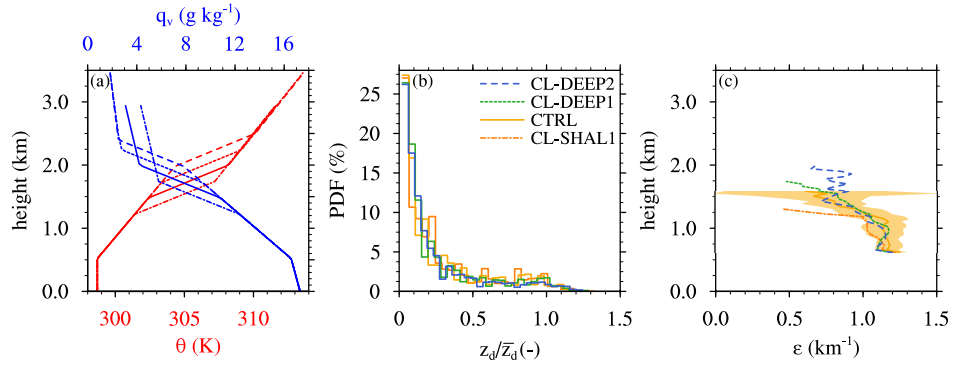 q_v (g kg⁻¹)
0 4 8 12 16
(a)
3.0
2.0
1.0
0.0
height (km)
300 305 310
θ (K)
(b)
CL-DEEP2
CL-DEEP1
CTRL
CL-SHAL1
25
20
15
10
5
0
PDF (%)
0.0 0.5 1.0 1.5
z_d/z̅_d(-)
(c)
3.0
2.0
1.0
0.0
height (km)
0.0 0.5 1.0 1.5
ε (km⁻¹)